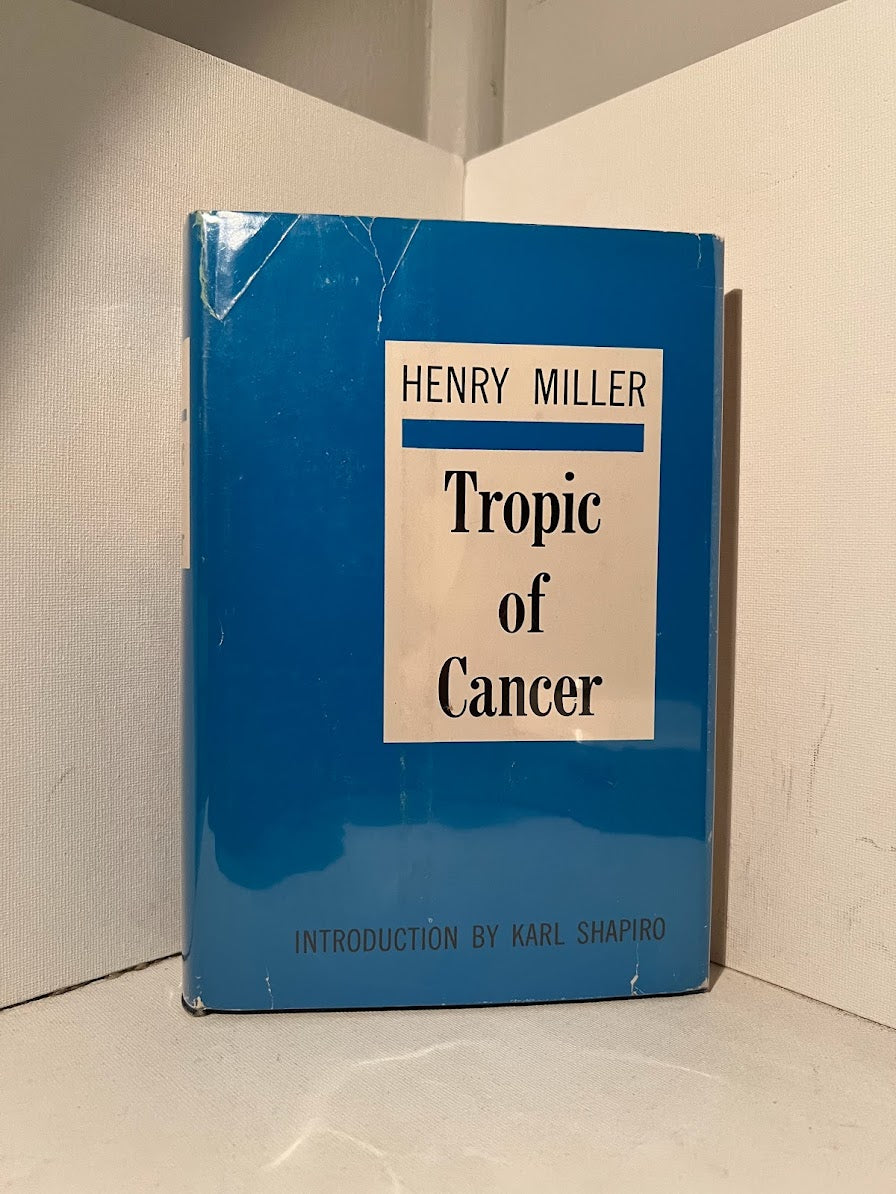 HENRY MILLER
Tropic
of
Cancer
INTRODUCTION BY KARL SHAPIRO